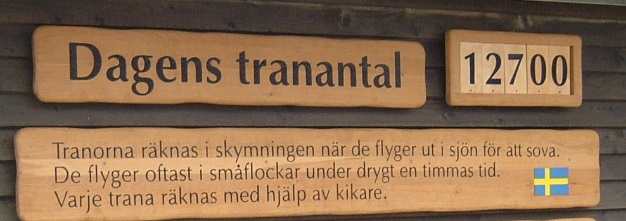 Dagens tranantal
12700
Tranorna räknas i skymningen när de flyger ut i sjön för att sova.
De flyger oftast i småflockar under drygt en timmas tid.
Varje trana räknas med hjälp av kikare.